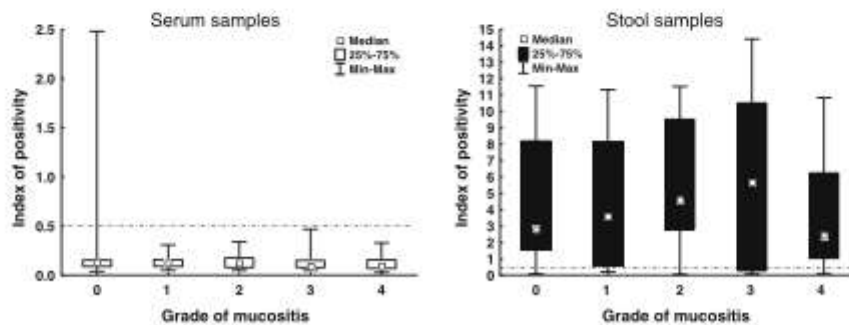 Serum samples
Index of positivity
2.5
2.0
1.5
1.0
0.5
0.0
Median
25%-75%
Min-Max
0 1 2 3 4
Grade of mucositis
Stool samples
Index of positivity
15
14
13
12
11
10
9
8
7
6
5
4
3
2
1
0
Median
25%-75%
Min-Max
0 1 2 3 4
Grade of mucositis